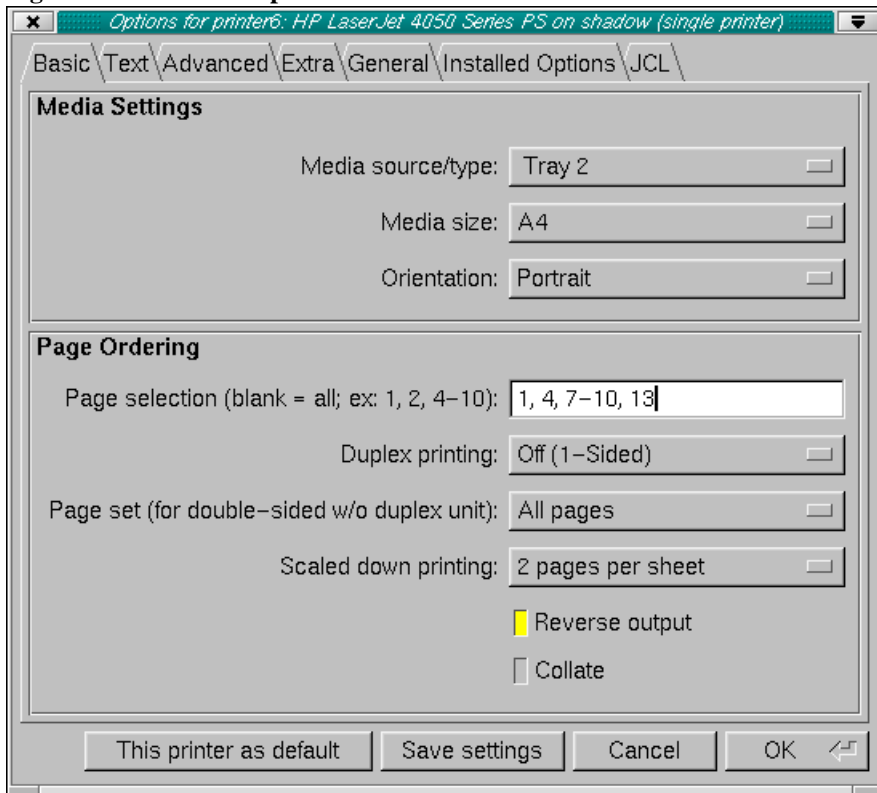 Options for printer6: HP LaserJet 4050 Series PS on shadow (single printer)
Basic Text Advanced Extra General Installed Options JCL
Media Settings
Media source/type: Tray 2
Media size: A4
Orientation: Portrait
Page Ordering
Page selection (blank = all; ex: 1, 2, 4-10): 1, 4, 7-10, 13
Duplex printing: Off (1-Sided)
Page set (for double-sided w/o duplex unit): All pages
Scaled down printing: 2 pages per sheet
Reverse output
Collate
This printer as default Save settings Cancel OK